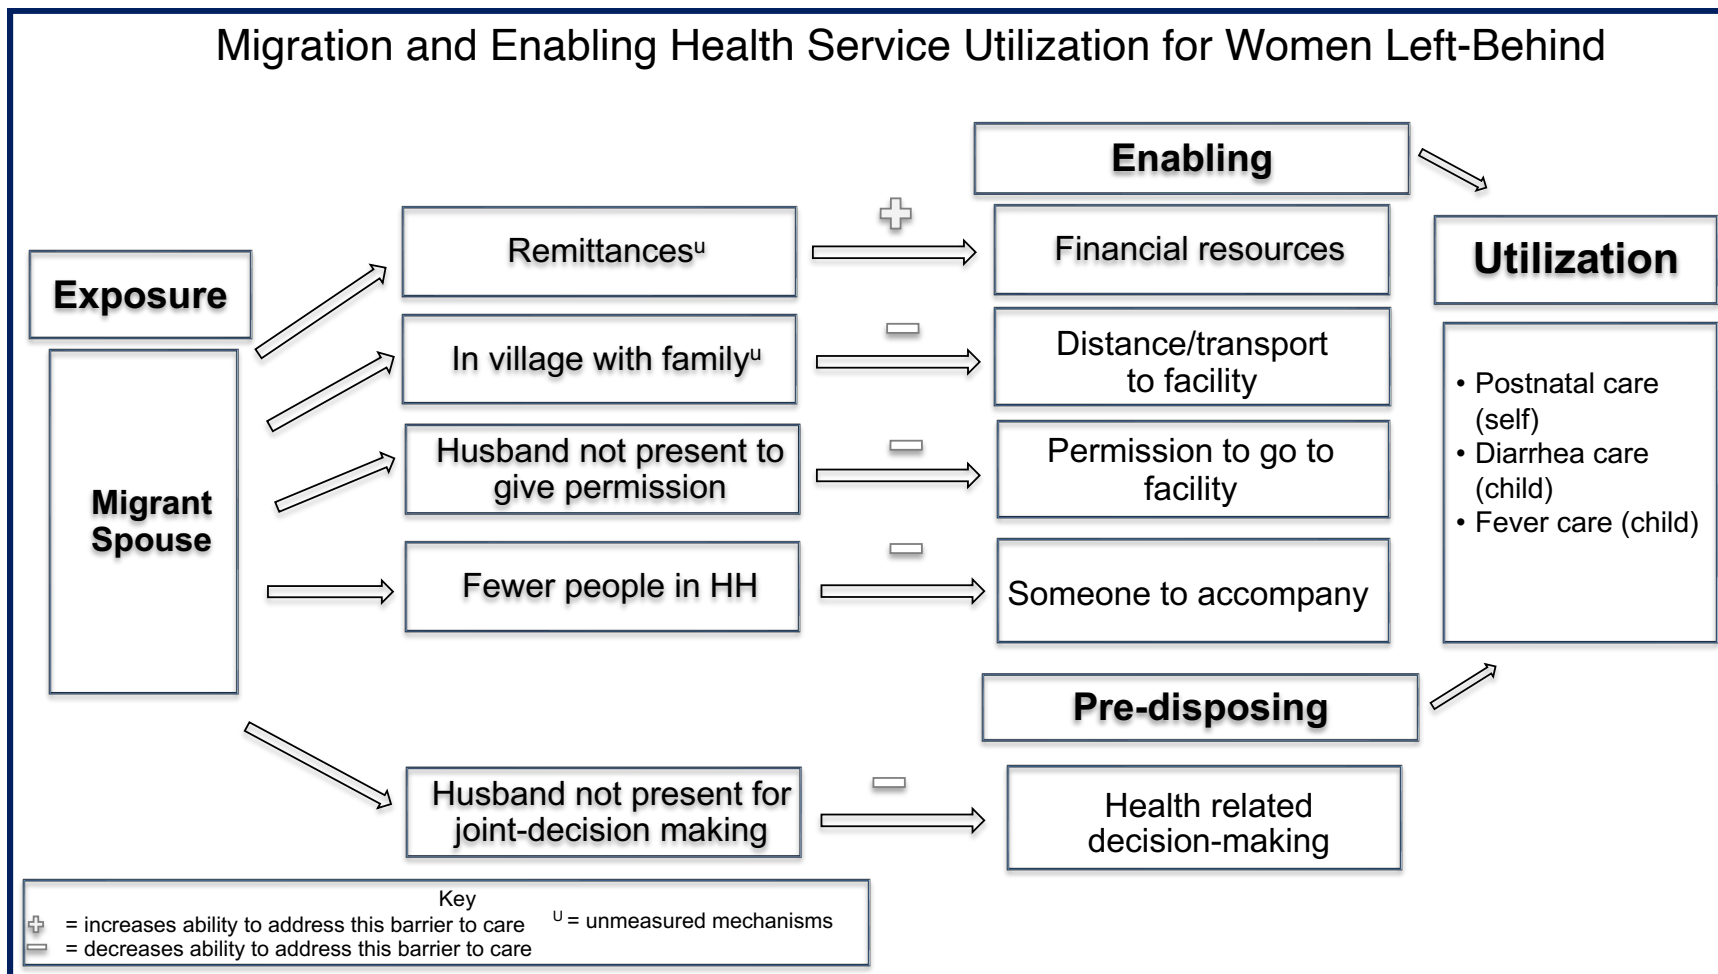 Migration and Enabling Health Service Utilization for Women Left-Behind
Exposure
Migrant
Spouse
Remittancesᵘ
In village with familyᵘ
Husband not present to
give permission
Fewer people in HH
Husband not present for
joint-decision making
Enabling
Financial resources
Distance/transport
to facility
Permission to go to
facility
Someone to accompany
Pre-disposing
Health related
decision-making
Utilization
• Postnatal care
(self)
• Diarrhea care
(child)
• Fever care (child)
Key
= increases ability to address this barrier to care
= decreases ability to address this barrier to care
ᵁ = unmeasured mechanisms